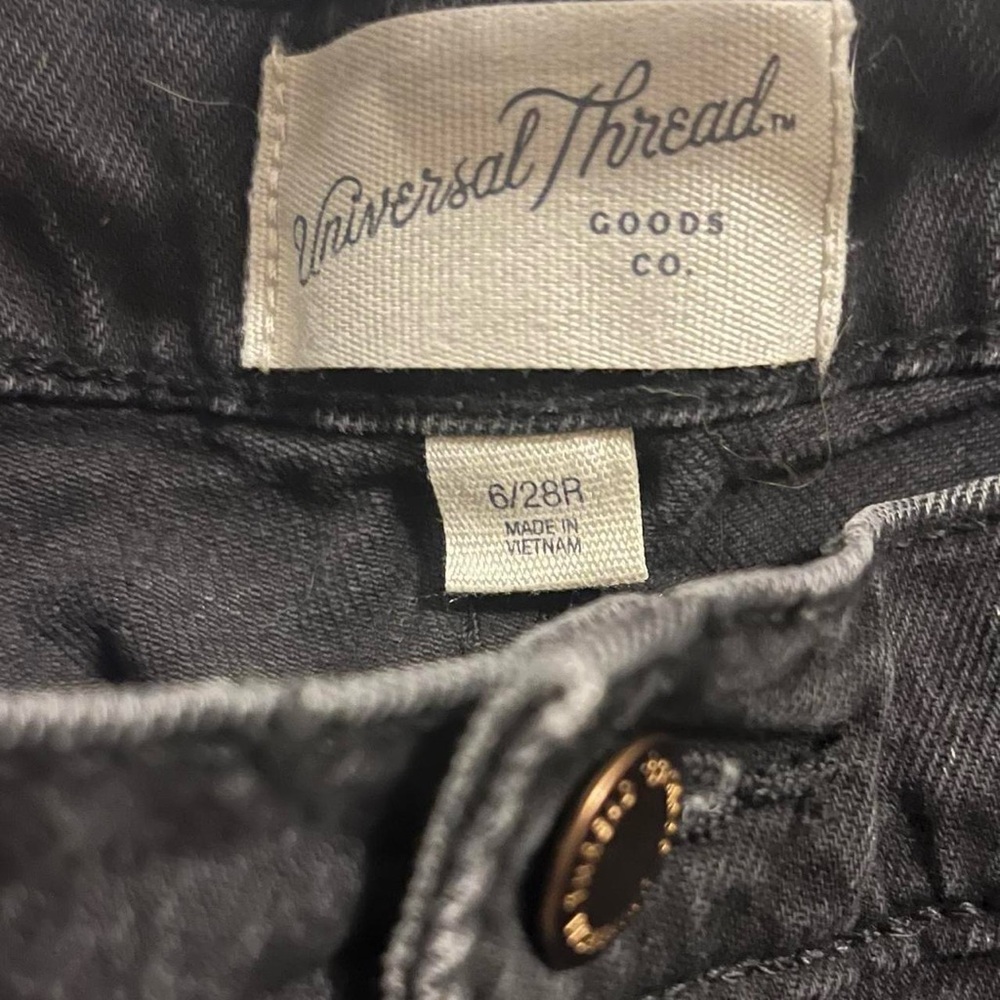 Universal Thread™
GOODS
CO.
6/28R
MADE IN
VIETNAM